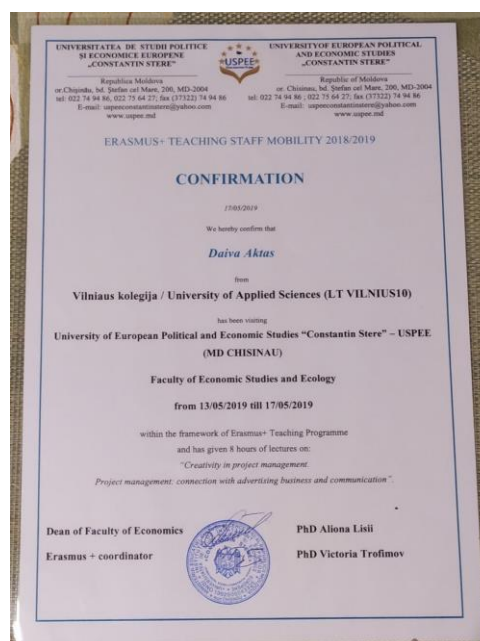 UNIVERSITATEA DE STUDII POLITICE
ȘI ECONOMICE EUROPENE
„CONSTANTIN STERE”
Republica Moldova
or.Chișinău, bd. Ștefan cel Mare, 200, MD-2004
tel: 022 74 94 86, 022 75 64 27; fax (37322) 74 94 86
E-mail: uspeeconstantinstere@yahoo.com
www.uspee.md
USPEE
UNIVERSITYOF EUROPEAN POLITICAL
AND ECONOMIC STUDIES
„CONSTANTIN STERE”
Republic of Moldova
or. Chisinau, bd. Ștefan cel Mare, 200, MD-2004
tel: 022 74 94 86 ; 022 75 64 27; fax (37322) 74 94 86
E-mail: uspeeconstantinstere@yahoo.com
www.uspee.md
ERASMUS+ TEACHING STAFF MOBILITY 2018/2019
CONFIRMATION
17/05/2019
We hereby confirm that
Daiva Aktas
from
Vilniaus kolegija / University of Applied Sciences (LT VILNIUS10)
has been visiting
University of European Political and Economic Studies “Constantin Stere” – USPEE
(MD CHISINAU)
Faculty of Economic Studies and Ecology
from 13/05/2019 till 17/05/2019
within the framework of Erasmus+ Teaching Programme
and has given 8 hours of lectures on:
“Creativity in project management
Project management: connection with advertising business and communication”.
Dean of Faculty of Economics
PhD Aliona Lisii
Erasmus + coordinator
PhD Victoria Trofimov